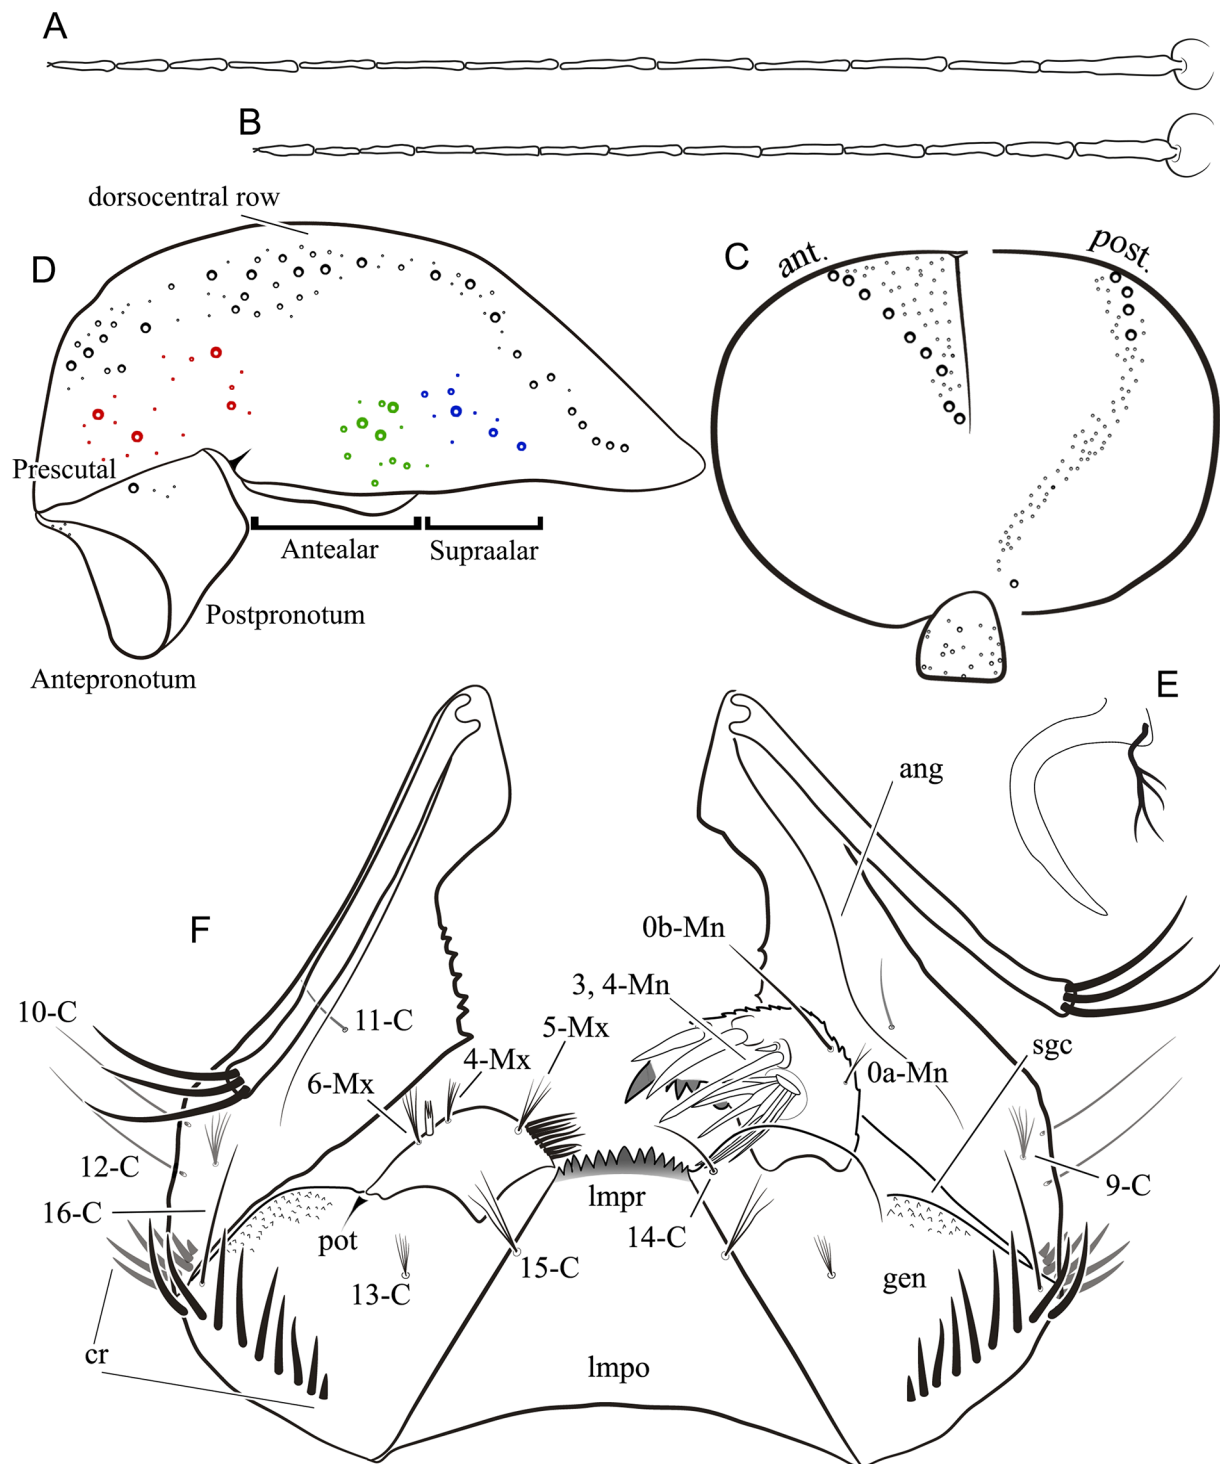 A
B
dorsocentral row
D
C
ant.
post.
Prescutal
Antealar
Supraalar
Postpronotum
Antepronotum
E
ang
F
0b-Mn
3, 4-Mn
10-C
11-C
5-Mx
sgc
4-Mx
6-Mx
0a-Mn
12-C
9-C
lmpr
16-C
14-C
pot
15-C
13-C
gen
cr
lmpo